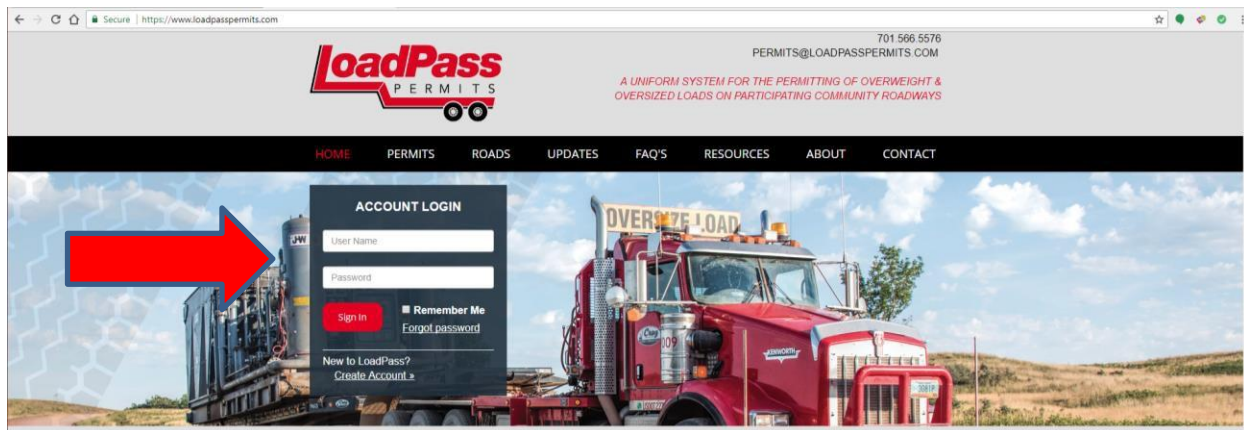 Secure | https://www.loadpasspermits.com
701.566.5576
PERMITS@LOADPASSPERMITS.COM
LoadPass
PERMITS
A UNIFORM SYSTEM FOR THE PERMITTING OF OVERWEIGHT &
OVERSIZED LOADS ON PARTICIPATING COMMUNITY ROADWAYS
HOME PERMITS ROADS UPDATES FAQ'S RESOURCES ABOUT CONTACT
ACCOUNT LOGIN
User Name
Password
Sign In
Remember Me
Forgot password
New to LoadPass?
Create Account »
J-W
OVERSIZE LOAD
Craig
009
KENWORTH